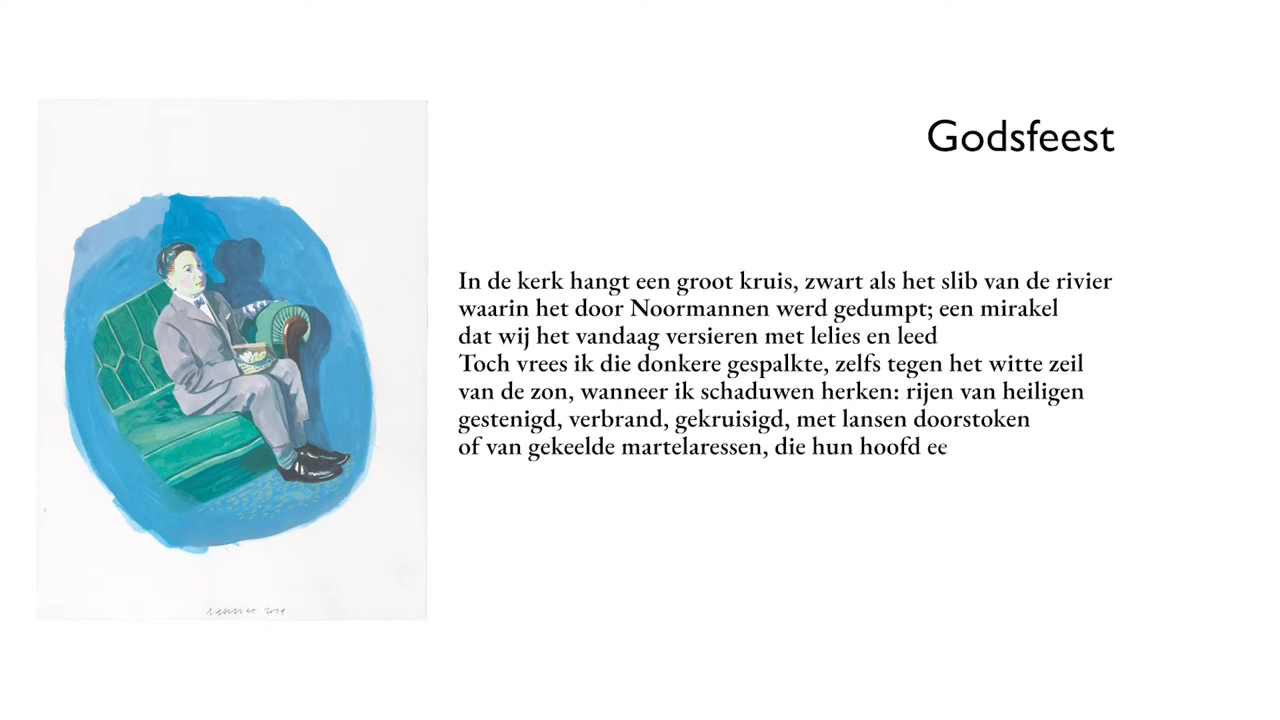 Godsfeest
In de kerk hangt een groot kruis, zwart als het slib van de rivier
waarin het door Noormannen werd gedumpt; een mirakel
dat wij het vandaag versieren met lelies en leed
Toch vrees ik die donkere gespalkte, zelfs tegen het witte zeil
van de zon, wanneer ik schaduwen herken: rijen van heiligen
gestenigd, verbrand, gekruisigd, met lansen doorstoken
of van gekeelde martelaressen, die hun hoofd ee